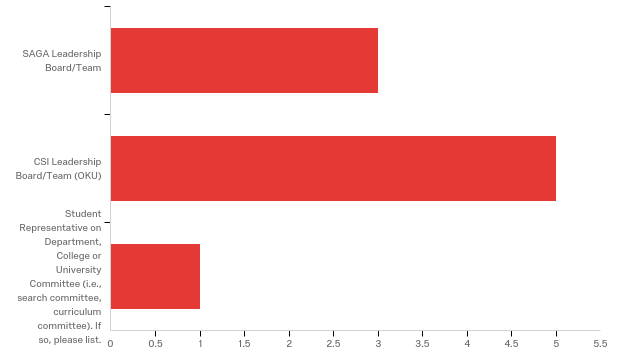 SAGA Leadership
Board/Team
CSI Leadership
Board/Team (OKU)
Student
Representative on
Department,
College or
University
Committee (i.e.,
search committee,
curriculum
committee). If
so, please list.
0 0.5 1 1.5 2 2.5 3 3.5 4 4.5 5 5.5